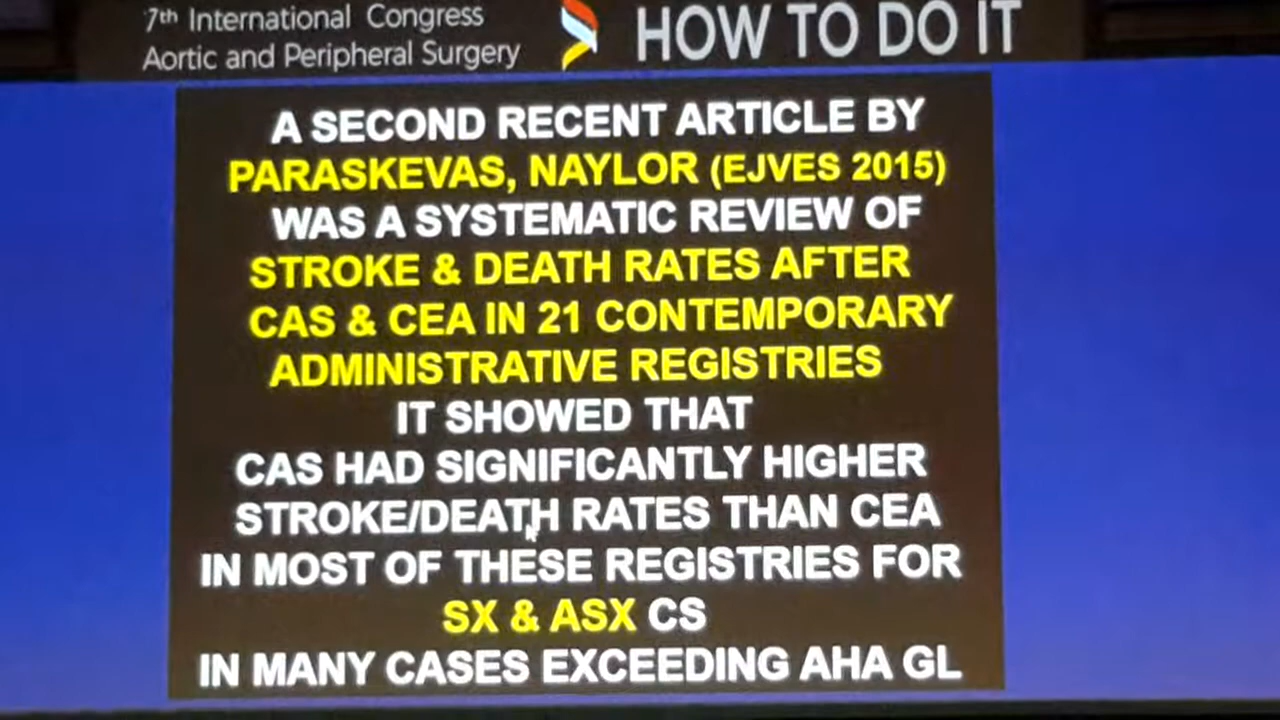 7th International Congress
Aortic and Peripheral Surgery
HOW TO DO IT
A SECOND RECENT ARTICLE BY
PARASKEVAS, NAYLOR (EJVES 2015)
WAS A SYSTEMATIC REVIEW OF
STROKE & DEATH RATES AFTER
CAS & CEA IN 21 CONTEMPORARY
ADMINISTRATIVE REGISTRIES
IT SHOWED THAT
CAS HAD SIGNIFICANTLY HIGHER
STROKE/DEATH RATES THAN CEA
IN MOST OF THESE REGISTRIES FOR
SX & ASX CS
IN MANY CASES EXCEEDING AHA GL